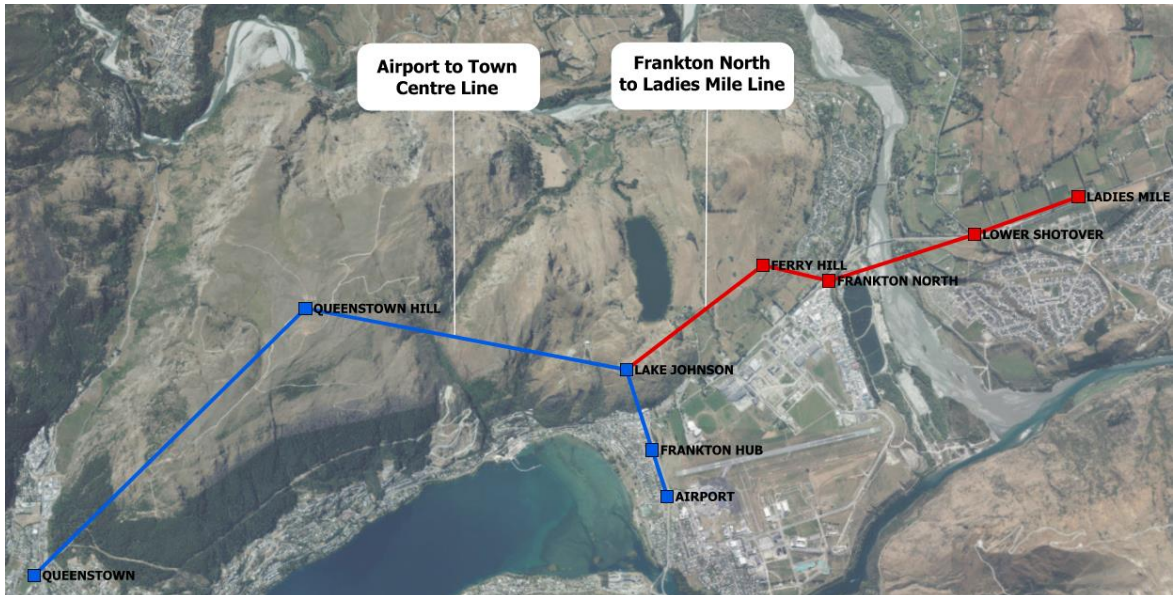 Airport to Town
Centre Line
Frankton North
to Ladies Mile Line
LADIES MILE
LOWER SHOTOVER
FERRY HILL
FRANKTON NORTH
QUEENSTOWN HILL
LAKE JOHNSON
FRANKTON HUB
AIRPORT
QUEENSTOWN